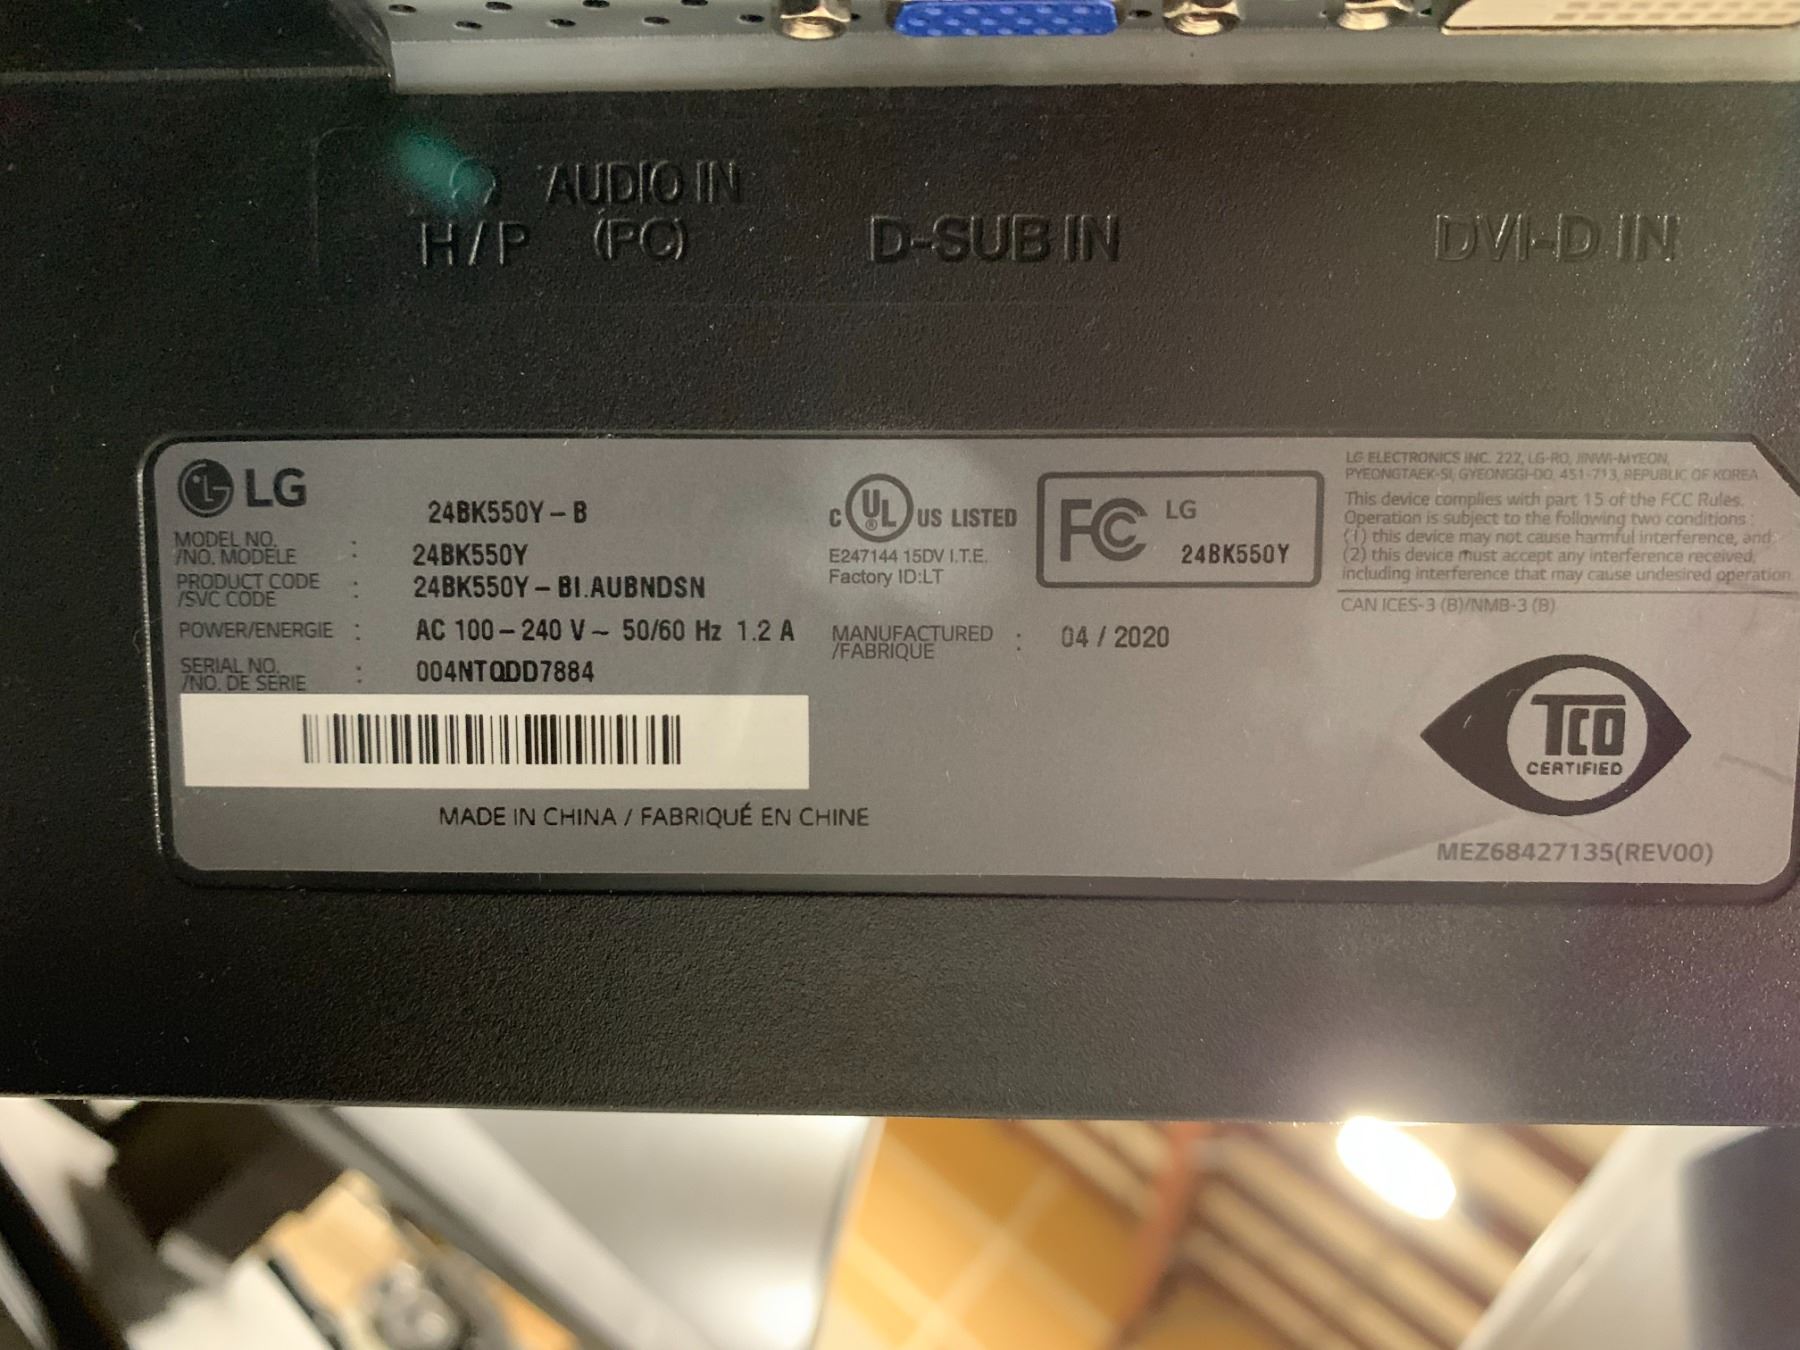 AUDIO IN
H/P (PC) D-SUB IN DVI-D IN
LG
24BK550Y-B
MODEL NO.
/NO. MODÈLE : 24BK550Y
PRODUCT CODE
/SVC CODE : 24BK550Y-BI.AUBNDSN
POWER/ENERGIE : AC 100-240 V~ 50/60 Hz 1.2 A
SERIAL NO.
/NO. DE SÉRIE : 004NTQDD7884
MADE IN CHINA / FABRIQUÉ EN CHINE
C UL ® US LISTED
E247144 15DV I.T.E.
Factory ID:LT
FC LG
24BK550Y
MANUFACTURED
/FABRIQUÉ : 04 / 2020
LG ELECTRONICS INC. 222, LG-RO, JINWI-MYEON,
PYEONGTAEK-SI, GYEONGGI-DO, 451-713, REPUBLIC OF KOREA
This device complies with part 15 of the FCC Rules.
Operation is subject to the following two conditions :
(1) this device may not cause harmful interference, and
(2) this device must accept any interference received,
including interference that may cause undesired operation.
CAN ICES-3 (B)/NMB-3 (B)
TCO
CERTIFIED
MEZ68427135(REV00)